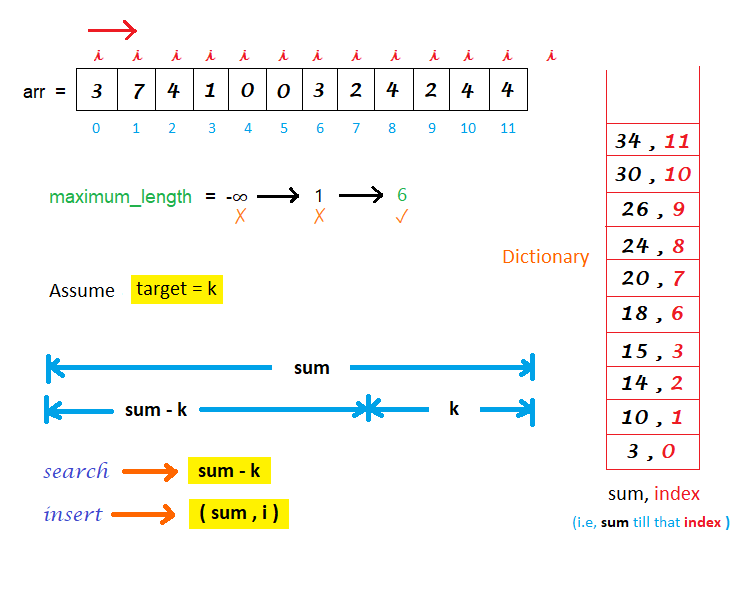 i i i i i i i i i i i i i
arr = 3 7 4 1 0 0 3 2 4 2 4 4
0 1 2 3 4 5 6 7 8 9 10 11
maximum_length = -∞ 1 6
✗ ✗ ✓
Assume target = k
sum
sum - k k
search sum - k
insert ( sum , i )
Dictionary
34 , 11
30 , 10
26 , 9
24 , 8
20 , 7
18 , 6
15 , 3
14 , 2
10 , 1
3 , 0
sum, index
(i.e, sum till that index )